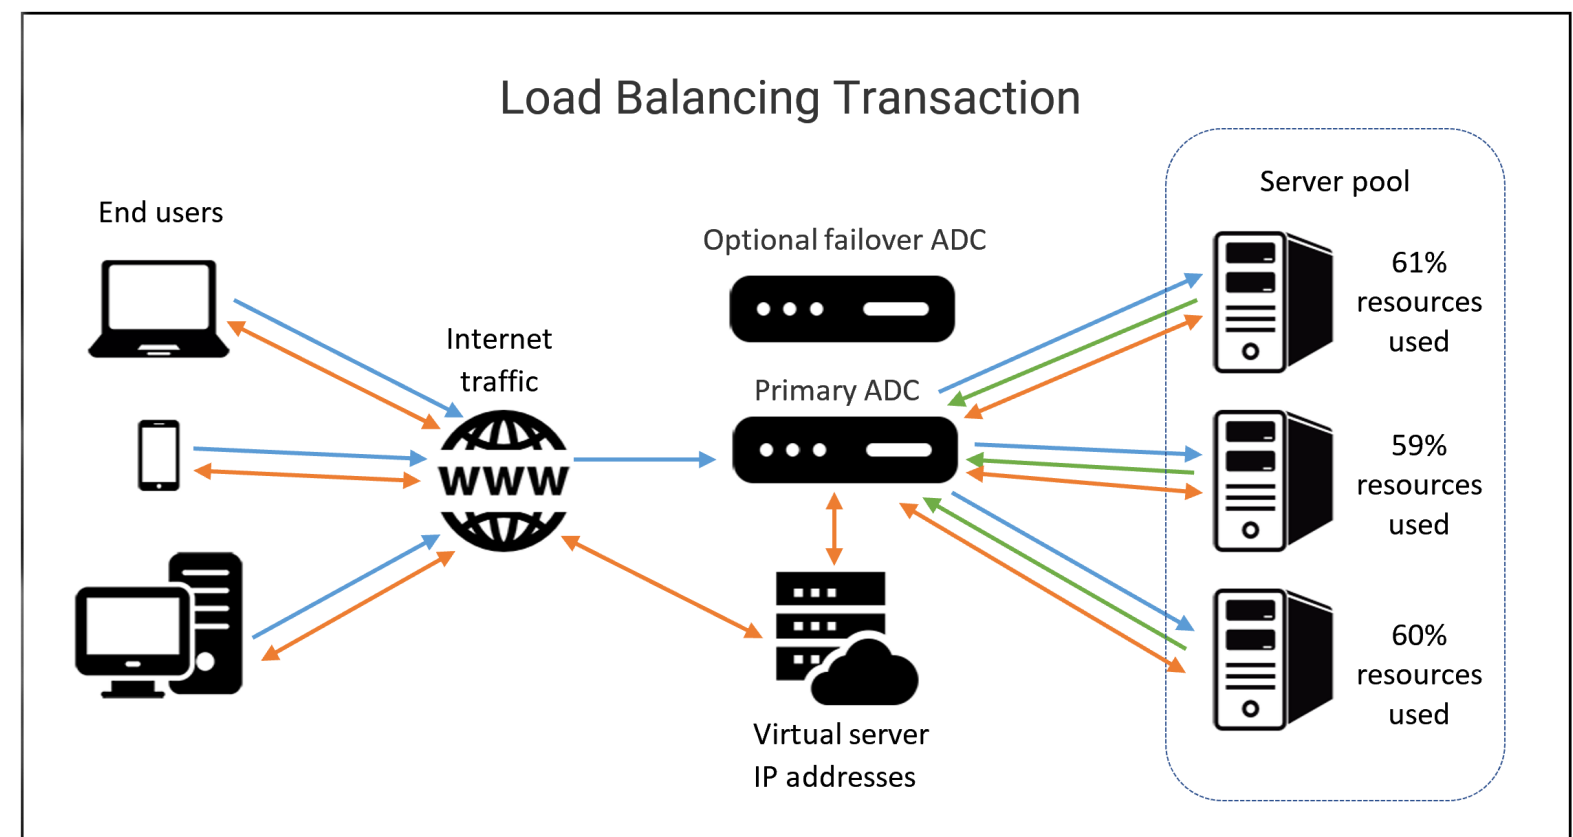 Load Balancing Transaction
End users
Internet
traffic
WWW
Optional failover ADC
Primary ADC
Virtual server
IP addresses
Server pool
61%
resources
used
59%
resources
used
60%
resources
used